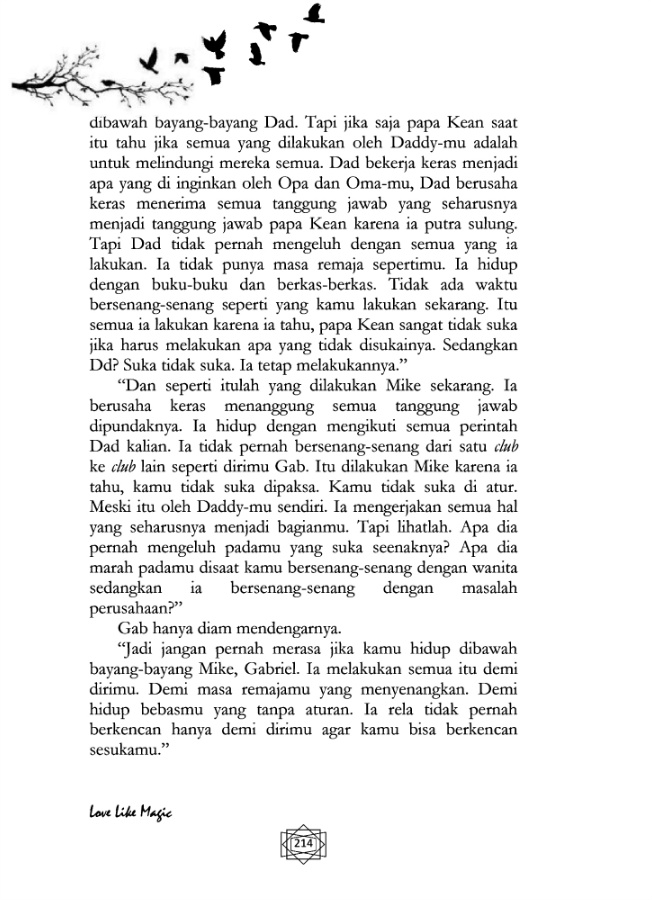 dibawah bayang-bayang Dad. Tapi jika saja papa Kean saat
itu tahu jika semua yang dilakukan oleh Daddy-mu adalah
untuk melindungi mereka semua. Dad bekerja keras menjadi
apa yang di inginkan oleh Opa dan Oma-mu, Dad berusaha
keras menerima semua tanggung jawab yang seharusnya
menjadi tanggung jawab papa Kean karena ia putra sulung.
Tapi Dad tidak pernah mengeluh dengan semua yang ia
lakukan. Ia tidak punya masa remaja sepertimu. Ia hidup
dengan buku-buku dan berkas-berkas. Tidak ada waktu
bersenang-senang seperti yang kamu lakukan sekarang. Itu
semua ia lakukan karena ia tahu, papa Kean sangat tidak suka
jika harus melakukan apa yang tidak disukainya. Sedangkan
Dd? Suka tidak suka. Ia tetap melakukannya.”
“Dan seperti itulah yang dilakukan Mike sekarang. Ia
berusaha keras menanggung semua tanggung jawab
dipundaknya. Ia hidup dengan mengikuti semua perintah
Dad kalian. Ia tidak pernah bersenang-senang dari satu club
ke club lain seperti dirimu Gab. Itu dilakukan Mike karena ia
tahu, kamu tidak suka dipaksa. Kamu tidak suka di atur.
Meski itu oleh Daddy-mu sendiri. Ia mengerjakan semua hal
yang seharusnya menjadi bagianmu. Tapi lihatlah. Apa dia
pernah mengeluh padamu yang suka seenaknya? Apa dia
marah padamu disaat kamu bersenang-senang dengan wanita
sedangkan ia bersenang-senang dengan masalah
perusahaan?”
Gab hanya diam mendengarnya.
“Jadi jangan pernah merasa jika kamu hidup dibawah
bayang-bayang Mike, Gabriel. Ia melakukan semua itu demi
dirimu. Demi masa remajamu yang menyenangkan. Demi
hidup bebasmu yang tanpa aturan. Ia rela tidak pernah
berkencan hanya demi dirimu agar kamu bisa berkencan
sesukamu.”
Love Like Magic
214